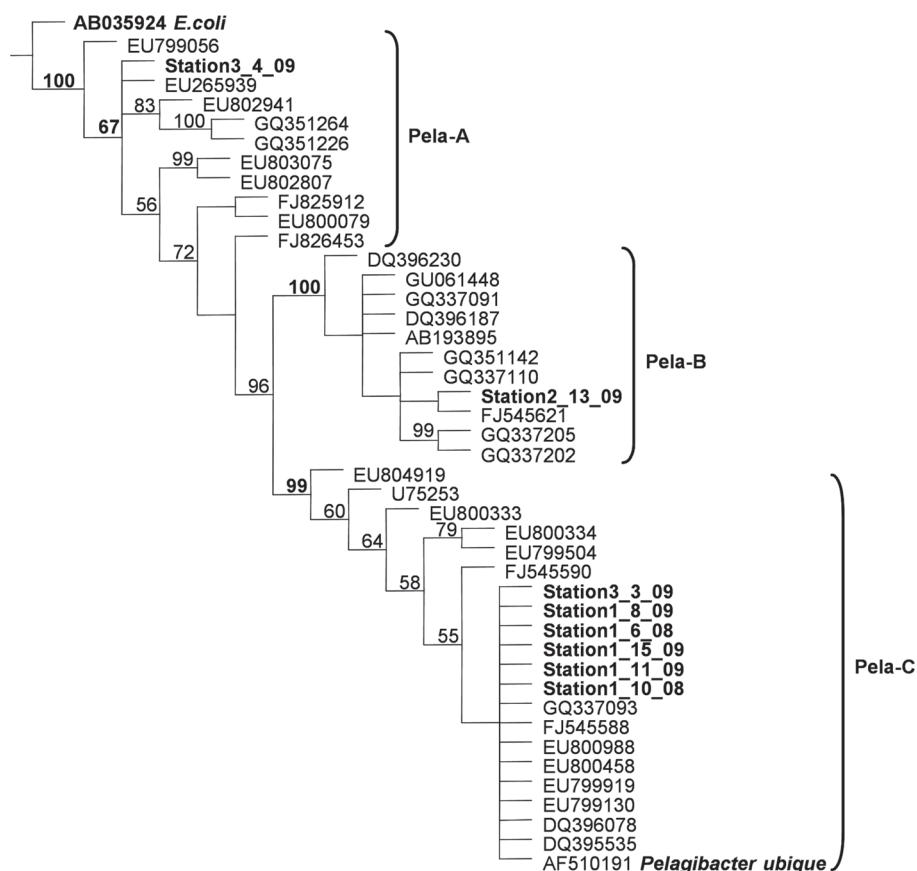 AB035924 E.coli
EU799056
Station3_4_09
100
EU265939
83
EU802941
100
GQ351264
67
GQ351226
Pela-A
99
EU803075
EU802807
56
FJ825912
EU800079
72
FJ826453
DQ396230
GU061448
100
GQ337091
DQ396187
AB193895
GQ351142
Pela-B
GQ337110
96
Station2_13_09
FJ545621
99
GQ337205
GQ337202
EU804919
99
U75253
60
EU800333
79
EU800334
64
EU799504
FJ545590
58
Station3_3_09
Station1_8_09
Station1_6_08
55
Station1_15_09
Station1_11_09
Pela-C
Station1_10_08
GQ337093
FJ545588
EU800988
EU800458
EU799919
EU799130
DQ396078
DQ395535
AF510191 Pelagibacter ubique